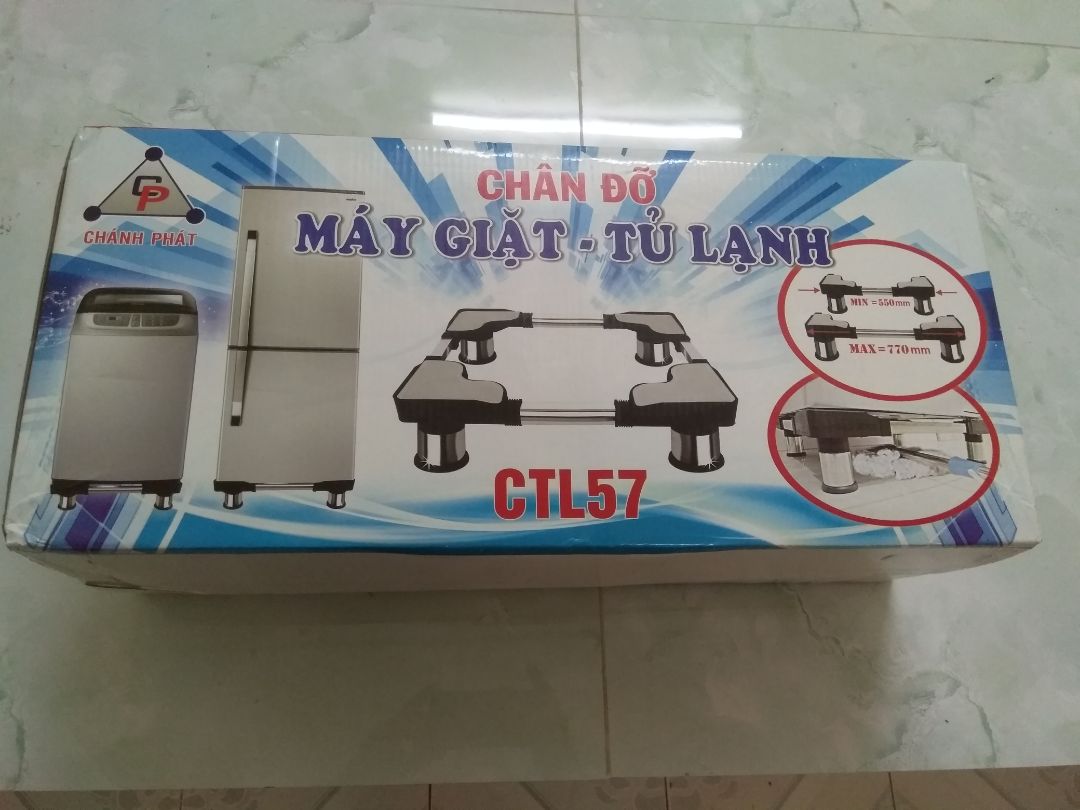 CP
CHÁNH PHÁT
CHÂN ĐỠ
MÁY GIẶT - TỦ LẠNH
MIN = 550mm
MAX = 770mm
CTL57